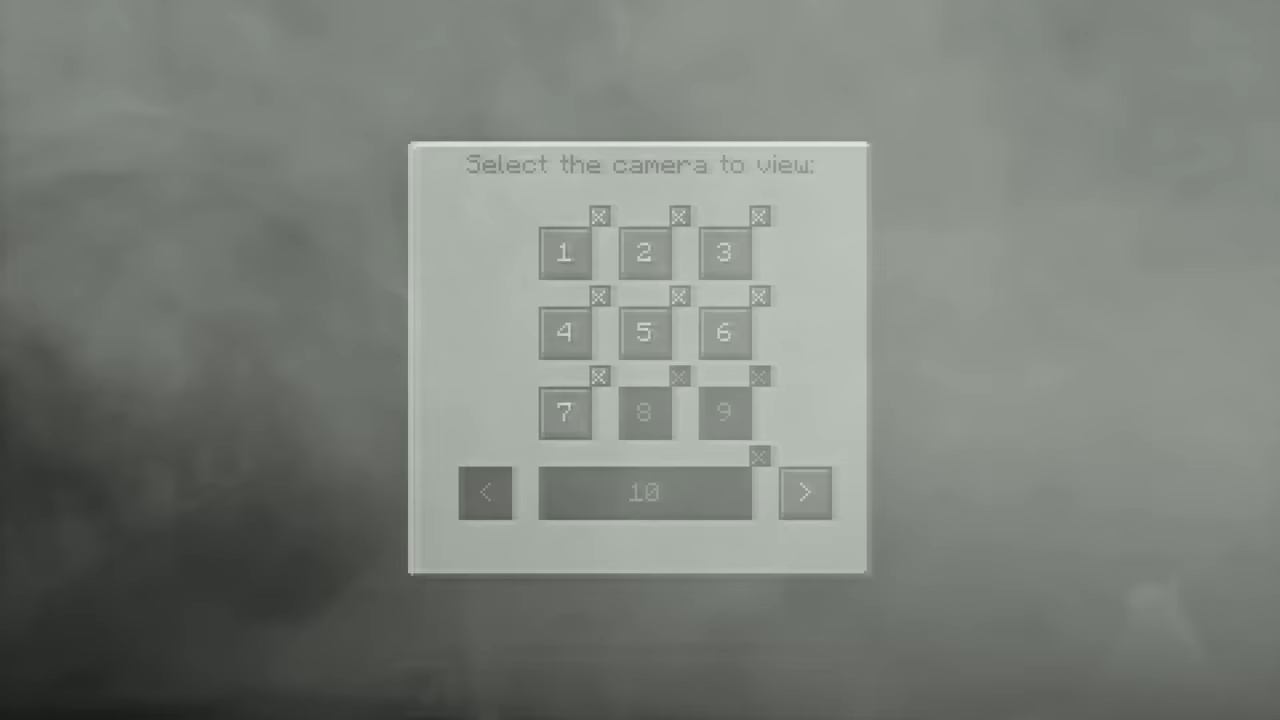 Select the camera to view:
x x x
1 2 3
x x x
4 5 6
x x x
7 8 9
x
< 10 >